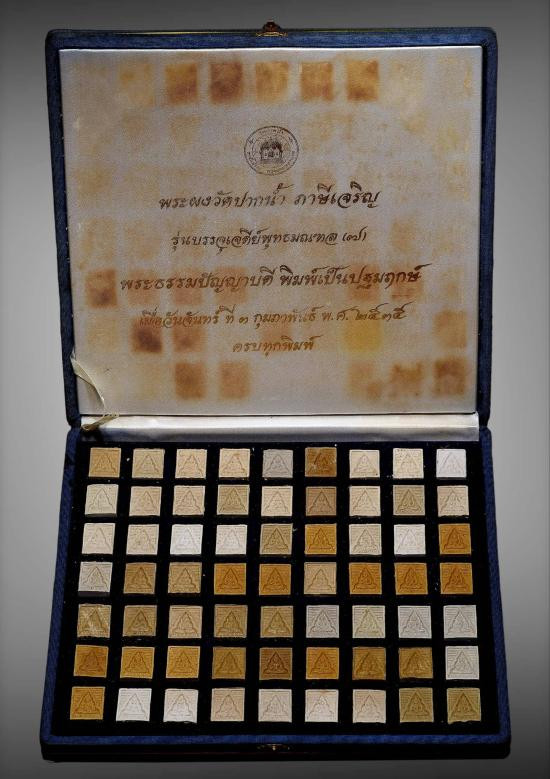 พระผงวัดปากน้ำ ภาษีเจริญ
รุ่นบรรจุเจดีย์พุทธมณฑล (๗)
พระธรรมปัญญาบดี พิมพ์เป็นปฐมฤกษ์
เมื่อวันจันทร์ ที่ ๓ กุมภาพันธ์ พ.ศ. ๒๕๓๕
ครบทุกพิมพ์